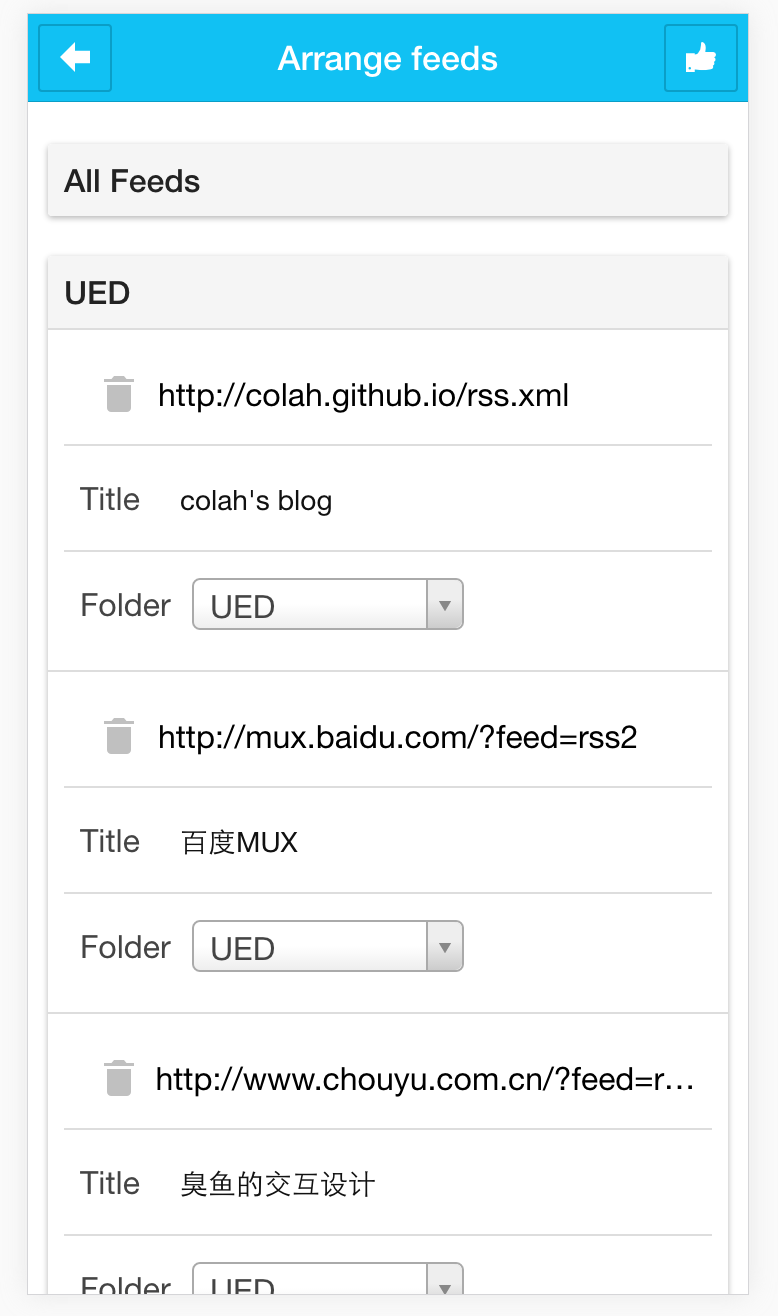 Arrange feeds
All Feeds
UED
http://colah.github.io/rss.xml
Title colah's blog
Folder UED
http://mux.baidu.com/?feed=rss2
Title 百度MUX
Folder UED
http://www.chouyu.com.cn/?feed=r...
Title 臭鱼的交互设计
Folder UED